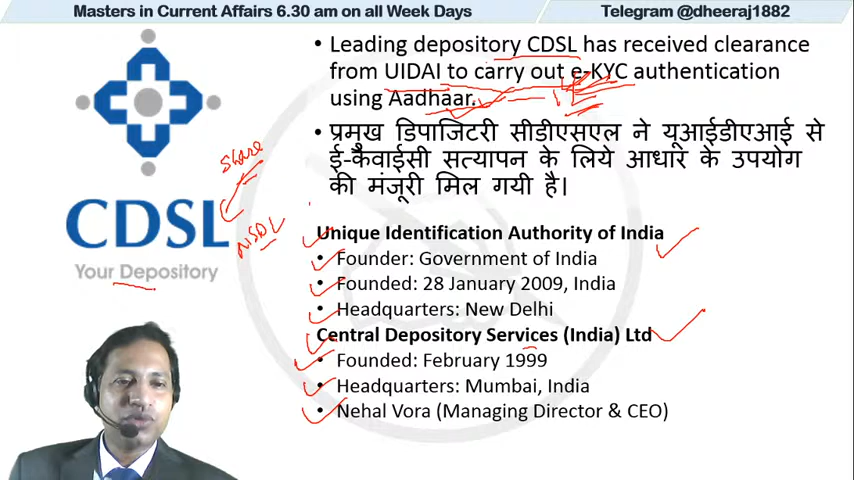 Masters in Current Affairs 6.30 am on all Week Days
Telegram @dheeraj1882
• Leading depository CDSL has received clearance
from UIDAI to carry out e-KYC authentication
using Aadhaar.
• प्रमुख डिपाजिटरी सीडीएसएल ने यूआईडीएआई से
ई-केवाईसी सत्यापन के लिये आधार के उपयोग
की मंजूरी मिल गयी है।
Share
NSDL
CDSL
Your Depository
Unique Identification Authority of India
• Founder: Government of India
• Founded: 28 January 2009, India
• Headquarters: New Delhi
Central Depository Services (India) Ltd
• Founded: February 1999
• Headquarters: Mumbai, India
• Nehal Vora (Managing Director & CEO)